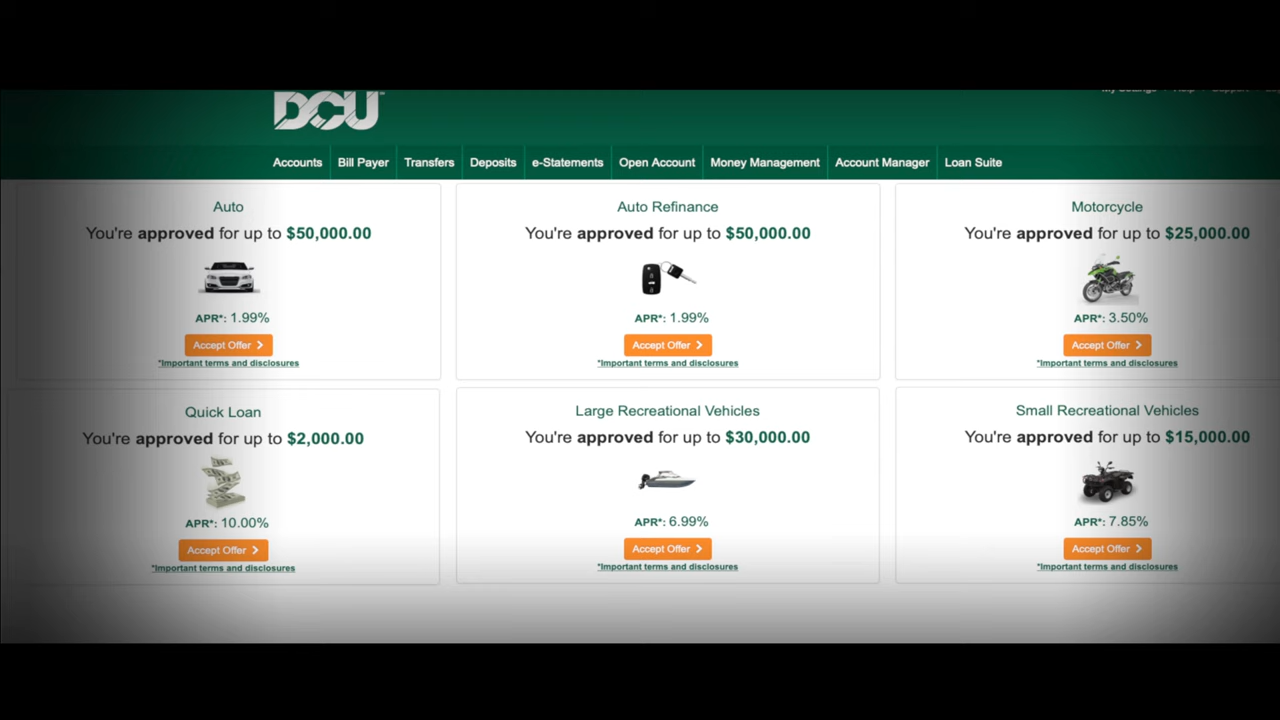 DCU
Accounts
Bill Payer
Transfers
Deposits
e-Statements
Open Account
Money Management
Account Manager
Loan Suite
Auto
You're approved for up to $50,000.00
APR*: 1.99%
Accept Offer
*Important terms and disclosures
Auto Refinance
You're approved for up to $50,000.00
APR*: 1.99%
Accept Offer
*Important terms and disclosures
Motorcycle
You're approved for up to $25,000.00
APR*: 3.50%
Accept Offer
*Important terms and disclosures
Quick Loan
You're approved for up to $2,000.00
APR*: 10.00%
Accept Offer
*Important terms and disclosures
Large Recreational Vehicles
You're approved for up to $30,000.00
APR*: 6.99%
Accept Offer
*Important terms and disclosures
Small Recreational Vehicles
You're approved for up to $15,000.00
APR*: 7.85%
Accept Offer
*Important terms and disclosures